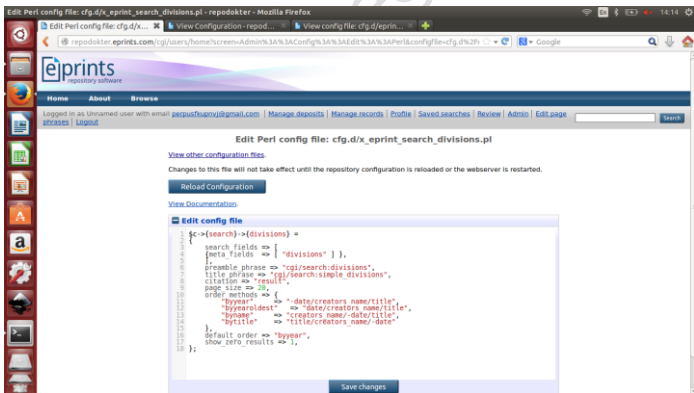 Edit Perl config file: cfg.d/x_eprint_search_divisions.pl - repodokter - Mozilla Firefox
En
14:14
Edit Perl config file: cfg.d/x...
View Configuration - repod...
View config file: cfg.d/eprin...
repodokter.eprints.com/cgi/users/home?screen=Admin%3A%3AConfig%3A%3AEdit%3A%3APerl&configfile=cfg.d%2F
Google
eprints
repository software
Home About Browse
Logged in as Unnamed user with email perpusfkupnvj@gmail.com | Manage deposits | Manage records | Profile | Saved searches | Review | Admin | Edit page
phrases | Logout
Search
Edit Perl config file: cfg.d/x_eprint_search_divisions.pl
View other configuration files.
Changes to this file will not take effect until the repository configuration is reloaded or the webserver is restarted.
Reload Configuration
View Documentation.
Edit config file
1 $c->{search}->{divisions} =
2 {
3 search_fields => [
4 {meta_fields => [ "divisions" ] },
5 ],
6 preamble_phrase => "cgi/search:divisions",
7 title_phrase => "cgi/search:simple_divisions",
8 citation => "result",
9 page_size => 20,
10 order_methods => {
11 "byyear" => "-date/creators_name/title",
12 "byyearoldest" => "date/creators_name/title",
13 "byname" => "creators_name/-date/title",
14 "bytitle" => "title/creators_name/-date"
15 },
16 default_order => "byyear",
17 show_zero_results => 1,
18 };
Save changes